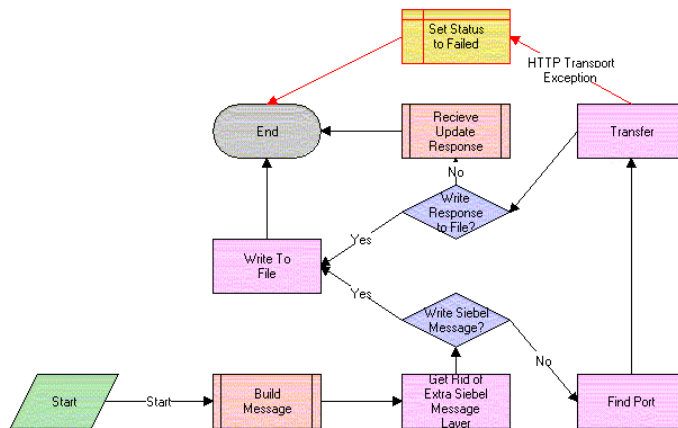 Set Status
to Failed
HTTP Transport
Exception
End
Recieve
Update
Response
Transfer
No
Write
Response
to File?
Yes
Write To
File
Yes
Write Siebel
Message?
No
Start
Start
Build
Message
Get Rid of
Extra Siebel
Message
Layer
Find Port